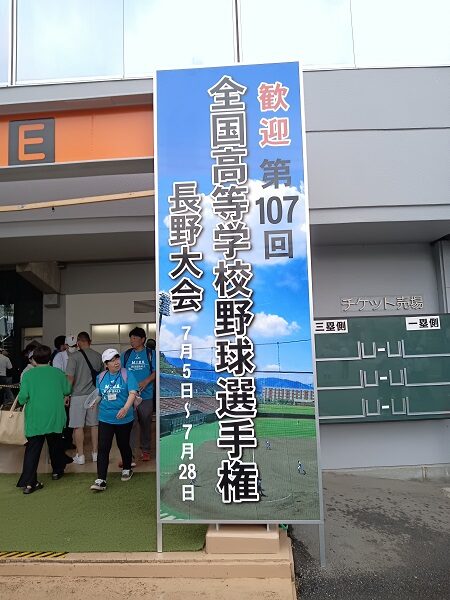 歓迎 第107回
全国高等学校野球選手権
長野大会 7月5日～7月28日
E
チケット売場
三塁側
一塁側